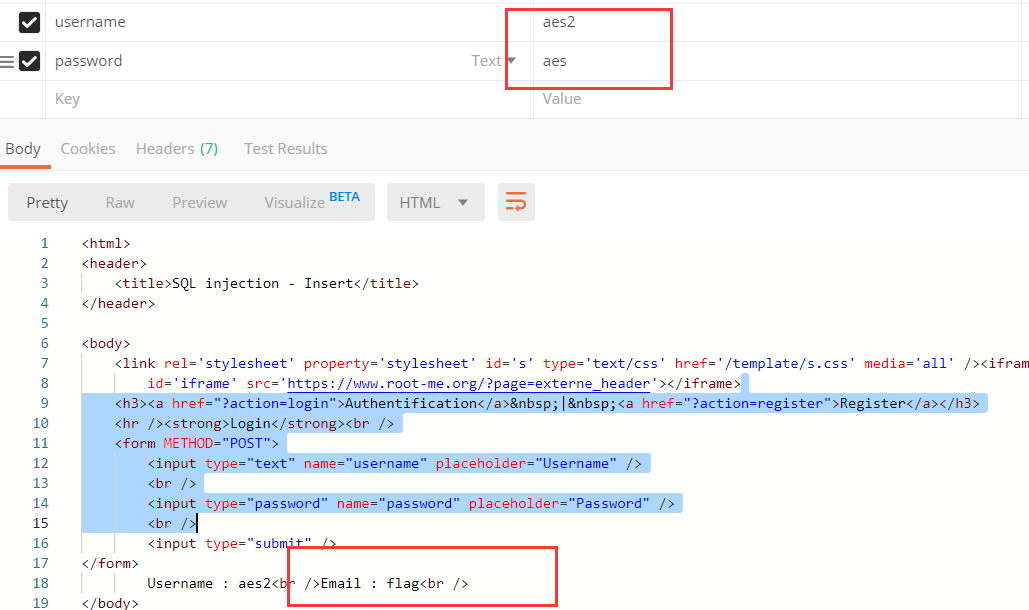 username aes2
password Text aes
Key Value
Body Cookies Headers (7) Test Results
Pretty Raw Preview Visualize BETA HTML
1 <html>
2 <header>
3 <title>SQL injection - Insert</title>
4 </header>
5
6 <body>
7 <link rel='stylesheet' property='stylesheet' id='s' type='text/css' href='/template/s.css' media='all' /><ifram
8 id='iframe' src='https://www.root-me.org/?page=externe_header'></iframe>
9 <h3><a href="?action=login">Authentification</a>&nbsp;|&nbsp;<a href="?action=register">Register</a></h3>
10 <hr /><strong>Login</strong><br />
11 <form METHOD="POST">
12 <input type="text" name="username" placeholder="Username" />
13 <br />
14 <input type="password" name="password" placeholder="Password" />
15 <br />
16 <input type="submit" />
17 </form>
18 Username : aes2<br />Email : flag<br />
19 </body>